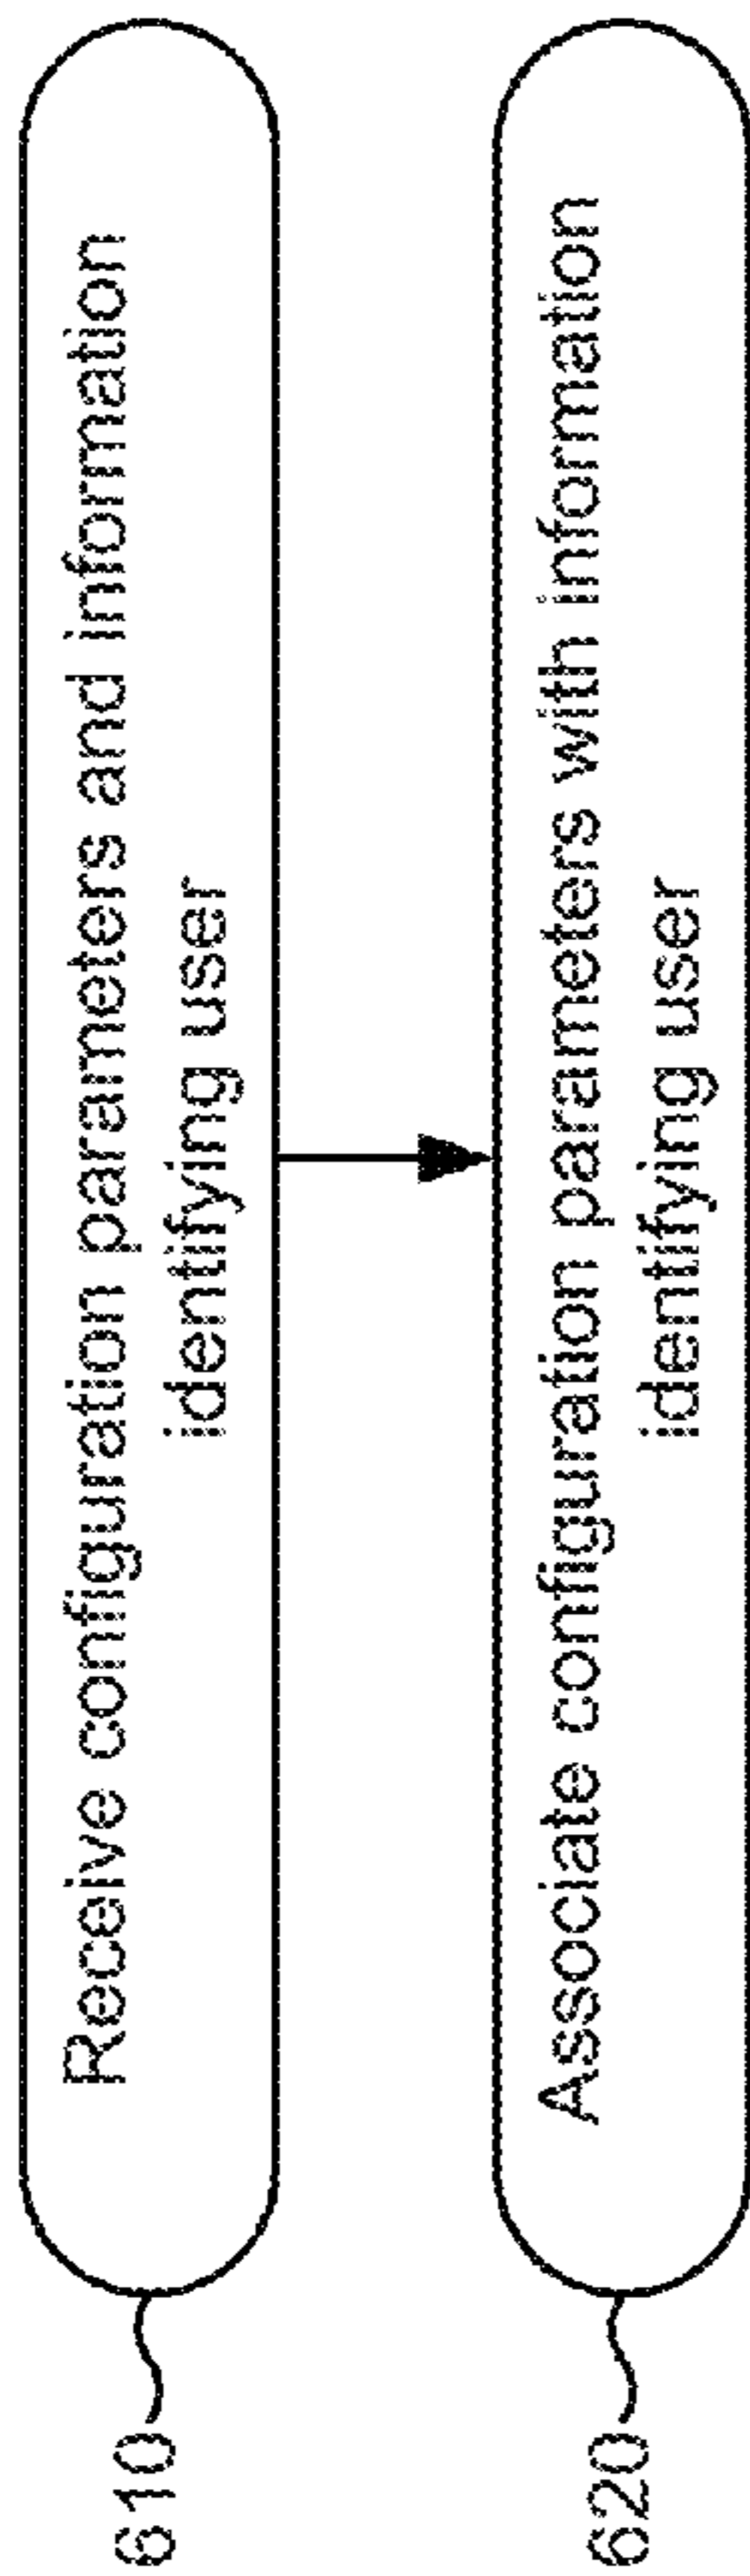 610
Receive configuration parameters and information
identifying user
620
Associate configuration parameters with information
identifying user